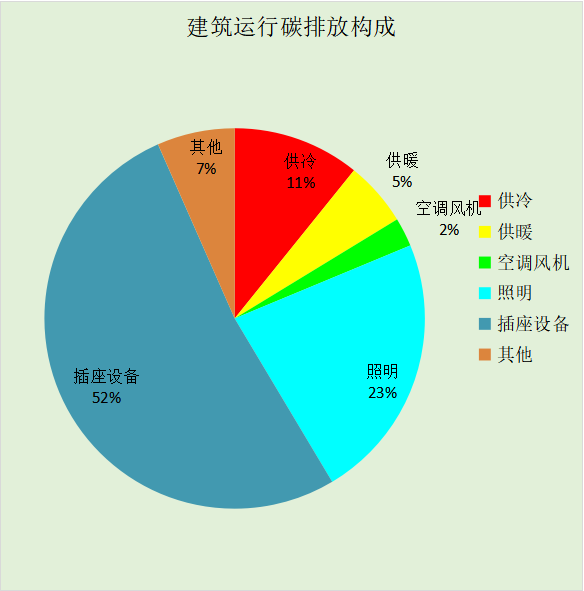 建筑运行碳排放构成
其他
7%
供冷
11%
供暖
5%
空调风机
2%
照明
23%
插座设备
52%
供冷
供暖
空调风机
照明
插座设备
其他